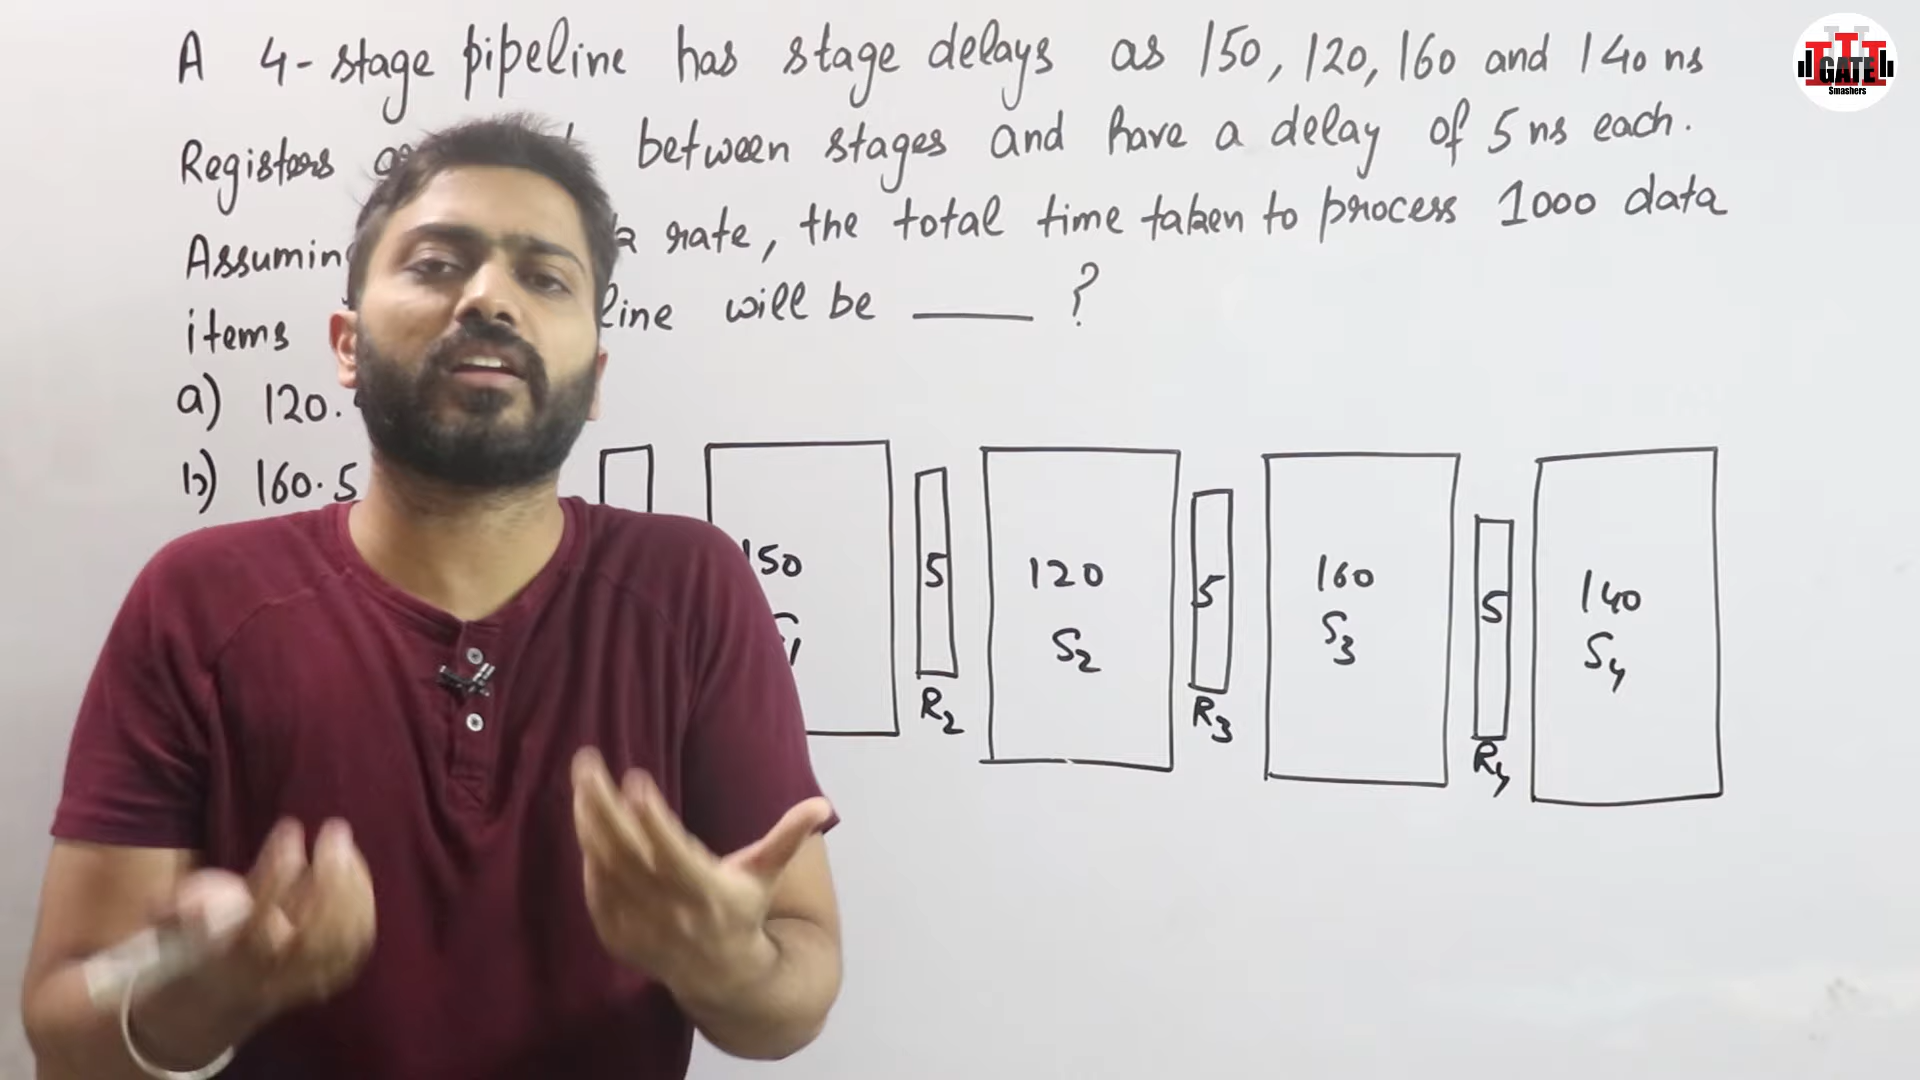 A 4-stage pipeline has stage delays as 150, 120, 160 and 140 ns
Registers between stages and have a delay of 5 ns each.
Assuming rate, the total time taken to process 1000 data
items will be ____ ?
a) 120.
b) 160.5
150
5
R2
120
S2
5
R3
160
S3
5
R4
140
S4
GATE
Smashers